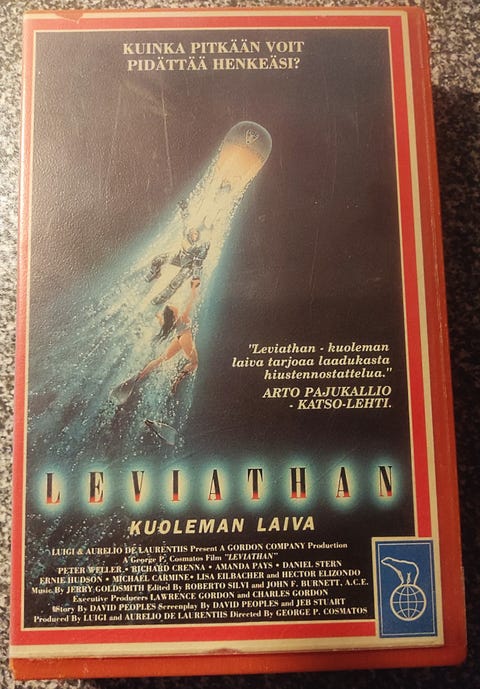 KUINKA PITKÄÄN VOIT
PIDÄTTÄÄ HENKEÄSI?
"Leviathan - kuoleman
laiva tarjoaa laadukasta
hiustennostattelua."
ARTO PAJUKALLIO
- KATSO-LEHTI.
LEVIATHAN
KUOLEMAN LAIVA
LUIGI & AURELIO DE LAURENTIIS Present A GORDON COMPANY Production
A George P. Cosmatos Film "LEVIATHAN"
PETER WELLER • RICHARD CRENNA • AMANDA PAYS • DANIEL STERN
ERNIE HUDSON • MICHAEL CARMINE • LISA EILBACHER and HECTOR ELIZONDO
Music By JERRY GOLDSMITH Edited By ROBERTO SILVI and JOHN F. BURNETT, A.C.E.
Executive Producers LAWRENCE GORDON and CHARLES GORDON
Story By DAVID PEOPLES Screenplay By DAVID PEOPLES and JEB STUART
Produced By LUIGI and AURELIO DE LAURENTIIS Directed By GEORGE P. COSMATOS